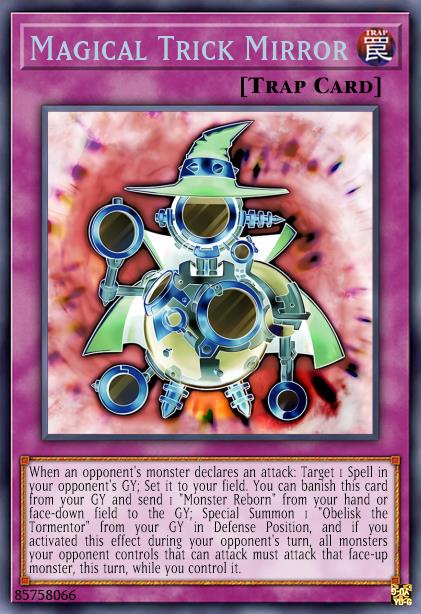 MAGICAL TRICK MIRROR
TRAP
罠
[TRAP CARD]
When an opponent's monster declares an attack: Target 1 Spell in
your opponent's GY; Set it to your field. You can banish this card
from your GY and send 1 "Monster Reborn" from your hand or
face-down field to the GY; Special Summon 1 "Obelisk the
Tormentor" from your GY in Defense Position, and if you
activated this effect during your opponent's turn, all monsters
your opponent controls that can attack must attack that face-up
monster, this turn, while you control it.
85758066